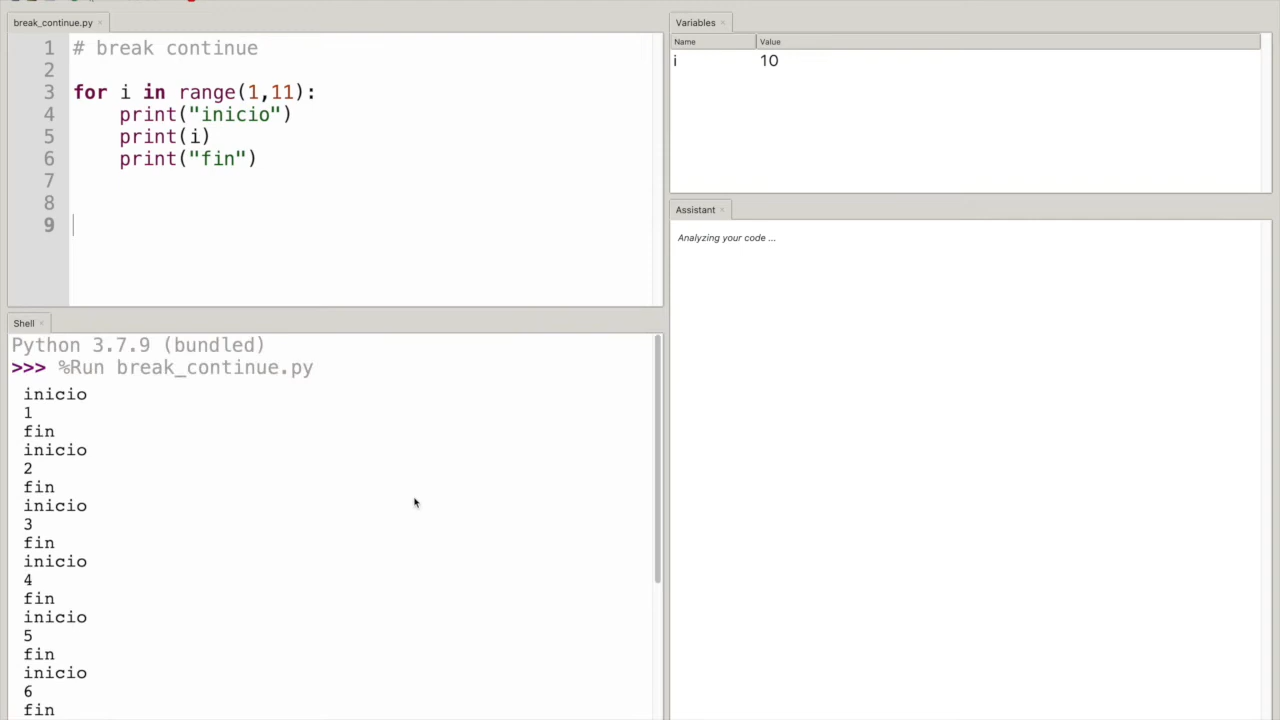 break_continue.py ×
1 # break continue
2
3 for i in range(1,11):
4 print("inicio")
5 print(i)
6 print("fin")
7
8
9
Shell ×
Python 3.7.9 (bundled)
>>> %Run break_continue.py
inicio
1
fin
inicio
2
fin
inicio
3
fin
inicio
4
fin
inicio
5
fin
inicio
6
fin
Variables ×
Name Value
i 10
Assistant ×
Analyzing your code ...